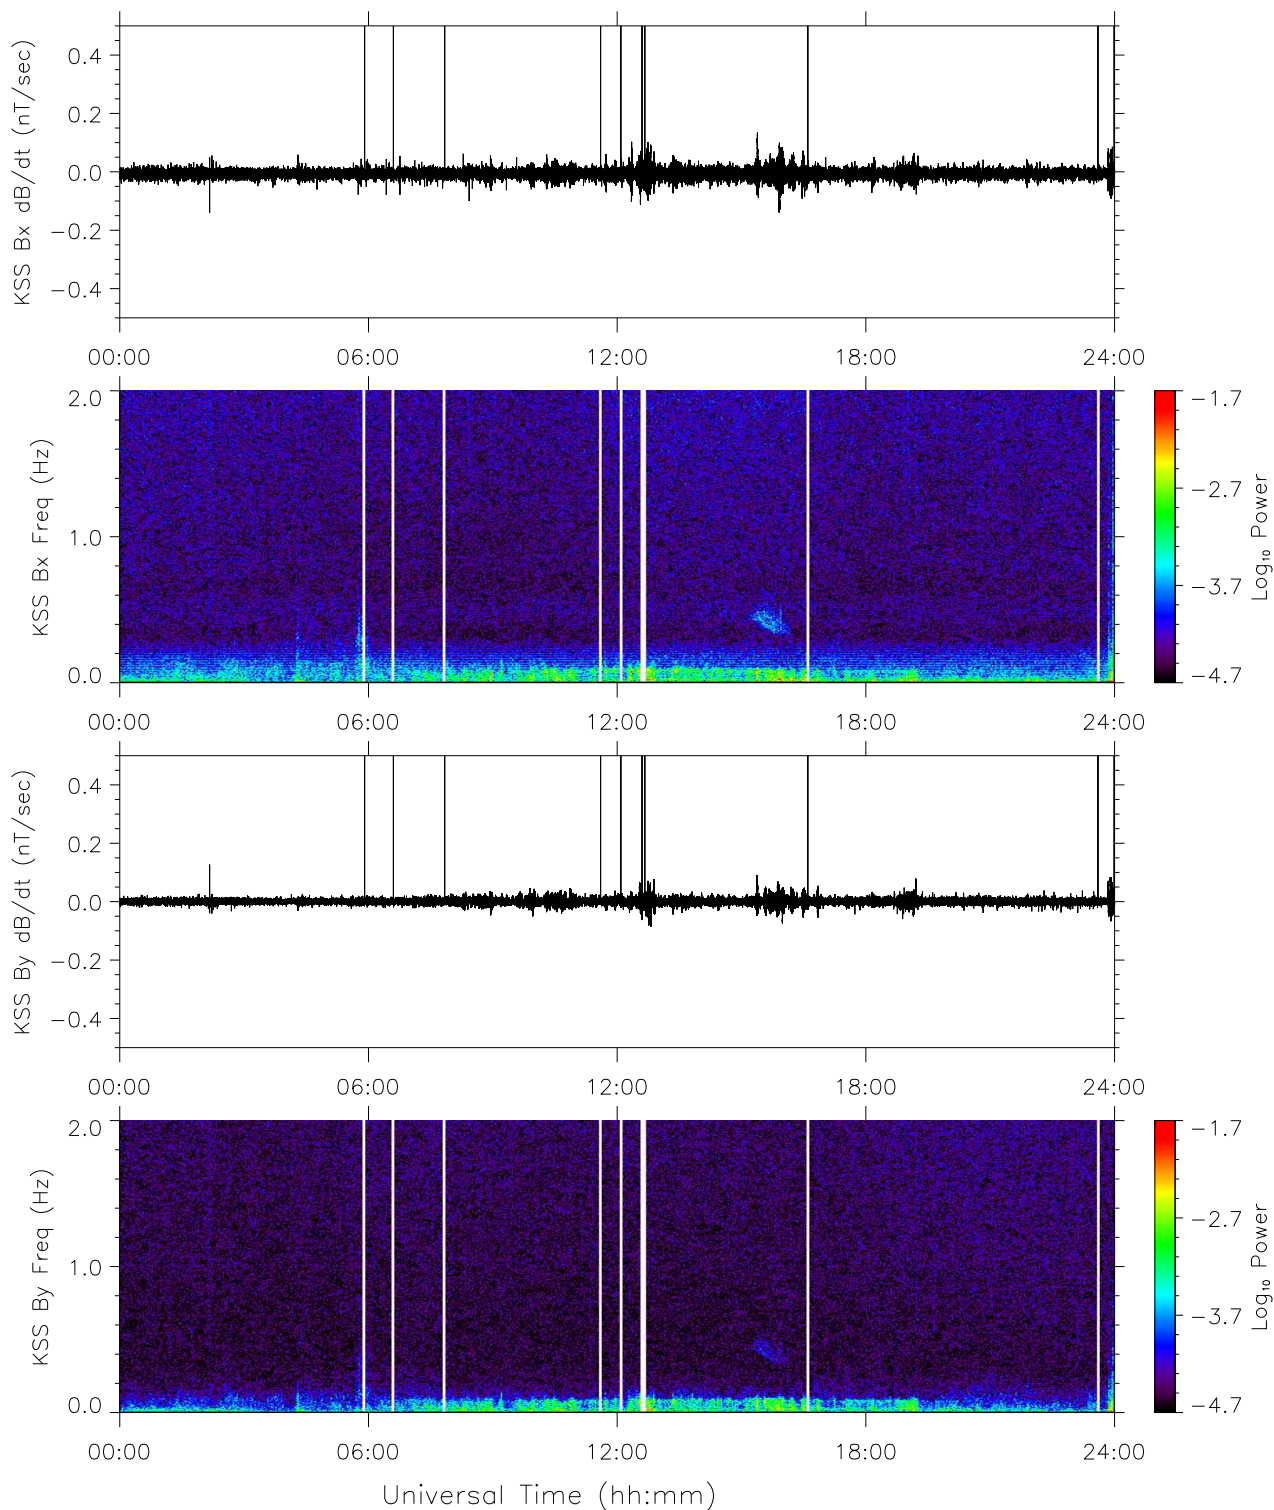 KSS Bx dB/dt (nT/sec)
0.4
0.2
0.0
−0.2
−0.4
00:00 06:00 12:00 18:00 24:00
KSS Bx Freq (Hz)
2.0
1.0
0.0
−1.7
−2.7
−3.7
−4.7
Log₁₀ Power
00:00 06:00 12:00 18:00 24:00
KSS By dB/dt (nT/sec)
0.4
0.2
0.0
−0.2
−0.4
00:00 06:00 12:00 18:00 24:00
KSS By Freq (Hz)
2.0
1.0
0.0
−1.7
−2.7
−3.7
−4.7
Log₁₀ Power
00:00 06:00 12:00 18:00 24:00
Universal Time (hh:mm)